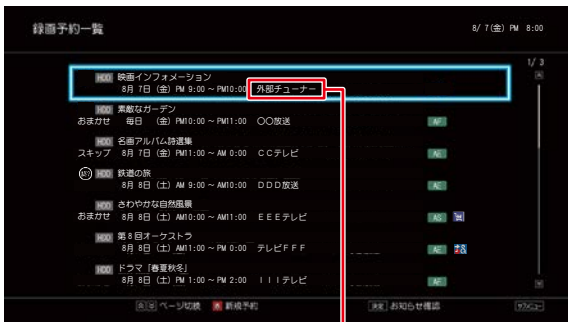 録画予約一覧
8/ 7(金) PM 8:00
1/ 3
HDD 映画インフォメーション
8月 7日 (金) PM 9:00 ~ PM10:00 外部チューナー
HDD 素敵なガーデン
おまかせ 毎日 (金) PM10:00 ~ PM11:00 〇〇放送 AF
HDD 名画アルバム詩選集
スキップ 8月 7日 (金) PM11:00 ~ AM 0:00 CCテレビ AE
HDD 鉄道の旅
8月 8日 (土) AM 9:00 ~ AM10:00 DDD放送 AE
HDD さわやかな自然風景
おまかせ 8月 8日 (土) AM10:00 ~ AM11:00 EEEテレビ AS
HDD 第8回オーケストラ
8月 8日 (土) AM11:00 ~ PM 0:00 テレビFFF AE
HDD ドラマ「春夏秋冬」
8月 8日 (土) PM 1:00 ~ PM 2:00 IIIテレビ AF
ページ切換 赤 新規予約 決定 お知らせ確認 サブメニュー